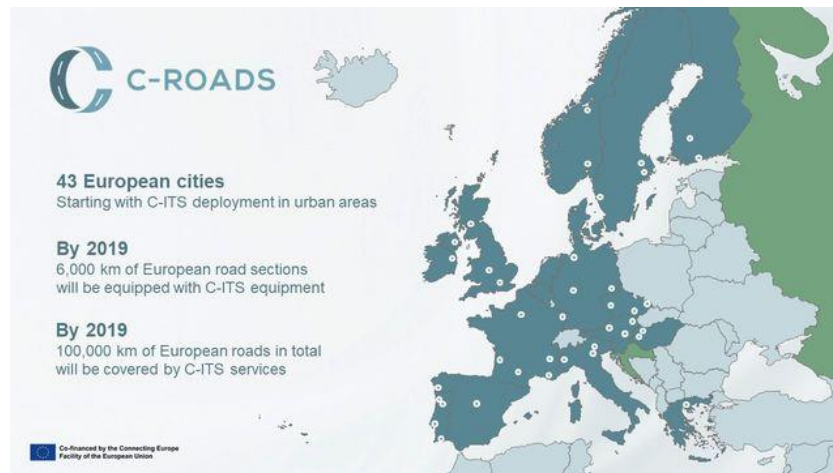 C-ROADS
43 European cities
Starting with C-ITS deployment in urban areas
By 2019
6,000 km of European road sections
will be equipped with C-ITS equipment
By 2019
100,000 km of European roads in total
will be covered by C-ITS services
Co-financed by the Connecting Europe
Facility of the European Union